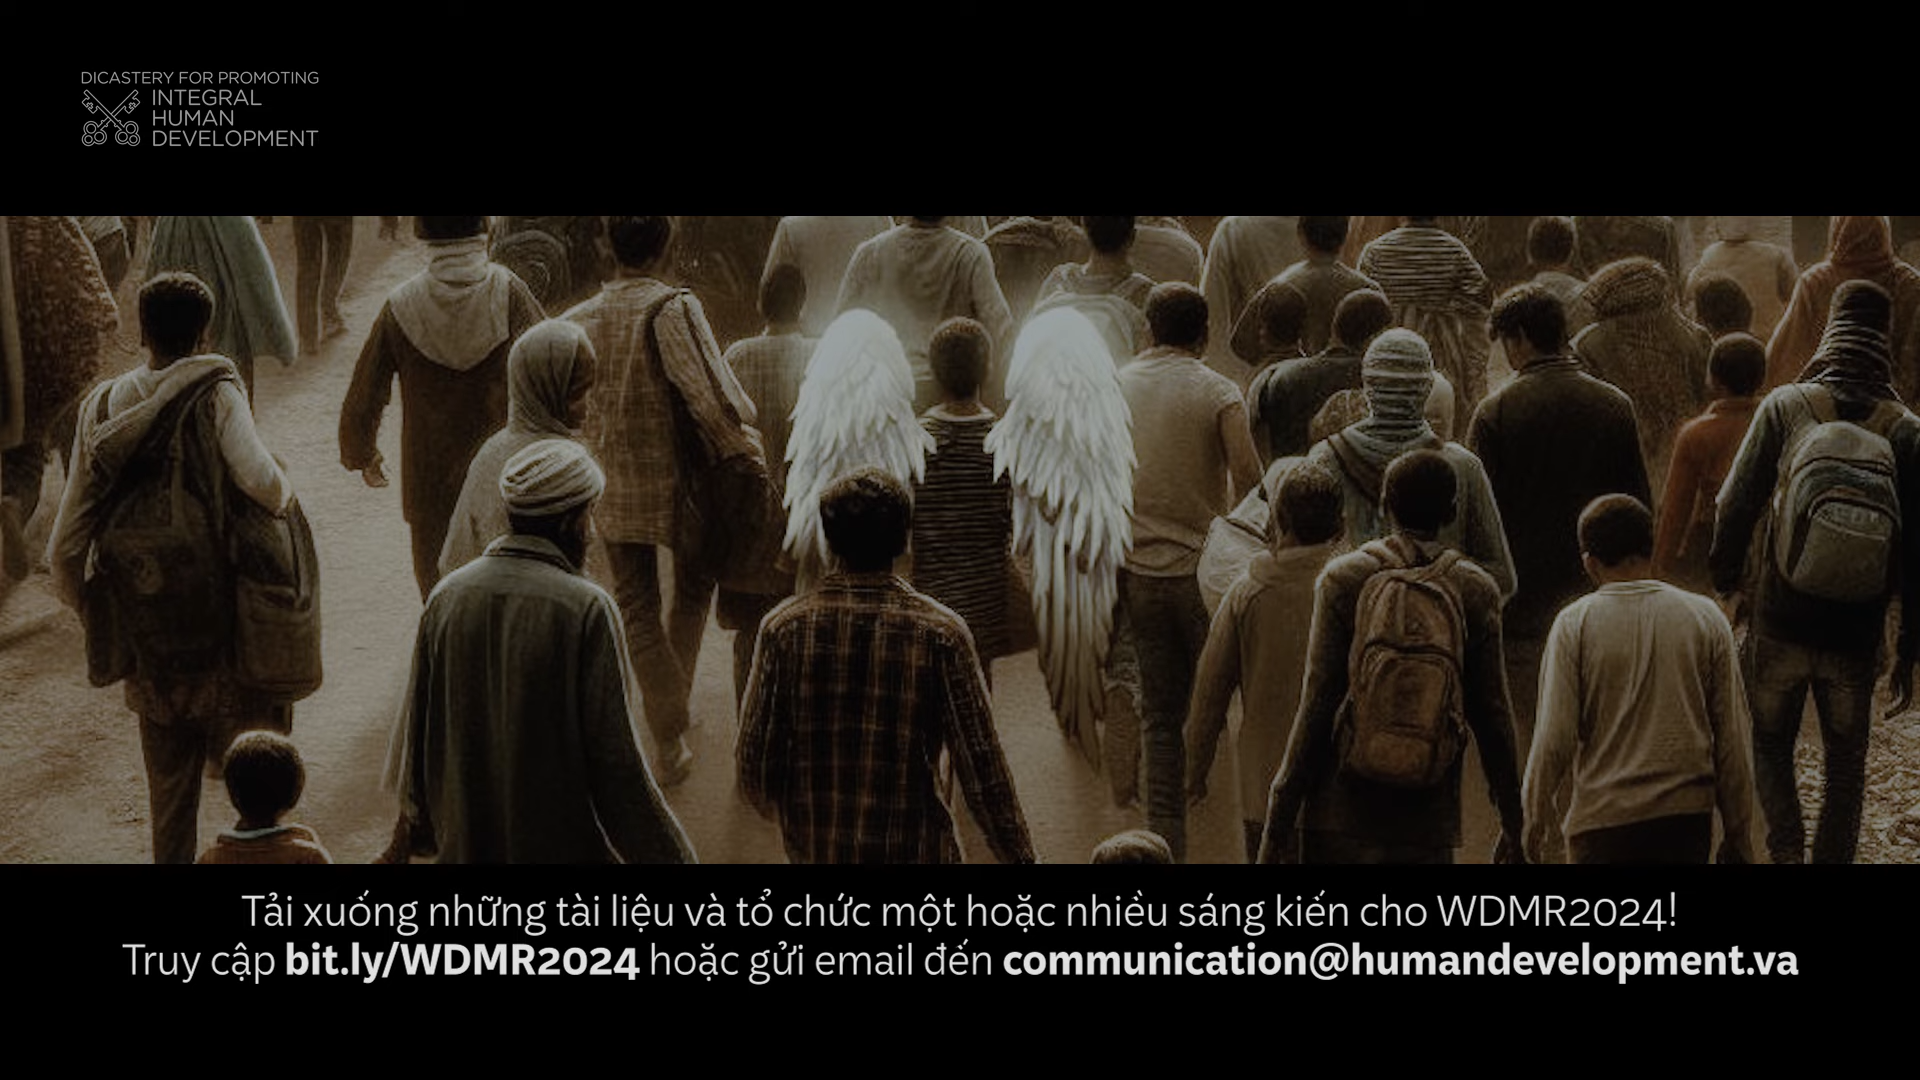 DICASTERY FOR PROMOTING
INTEGRAL
HUMAN
DEVELOPMENT
Tải xuống những tài liệu và tổ chức một hoặc nhiều sáng kiến cho WDMR2024!
Truy cập bit.ly/WDMR2024 hoặc gửi email đến communication@humandevelopment.va